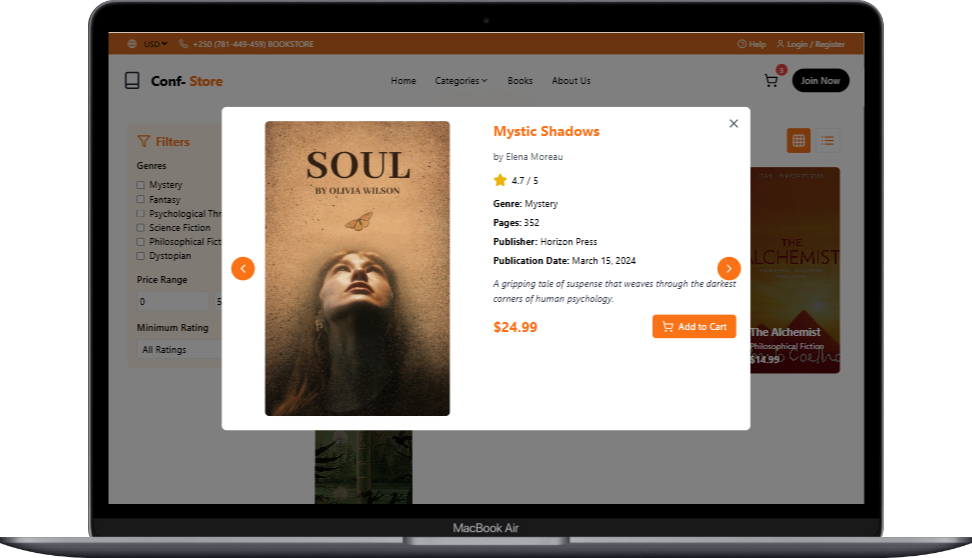 USD
+250 (781-449-459) BOOKSTORE
Help
Login / Register
Conf- Store
Home
Categories
Books
About Us
3
Join Now
Filters
Genres
Mystery
Fantasy
Psychological Thr
Science Fiction
Philosophical Fict
Dystopian
Price Range
0
5
Minimum Rating
All Ratings
SOUL
BY OLIVIA WILSON
Mystic Shadows
by Elena Moreau
4.7 / 5
Genre: Mystery
Pages: 352
Publisher: Horizon Press
Publication Date: March 15, 2024
A gripping tale of suspense that weaves through the darkest
corners of human psychology.
$24.99
Add to Cart
THE
LCHEMIST
The Alchemist
Philosophical Fiction
$14.99
Coelho
MacBook Air